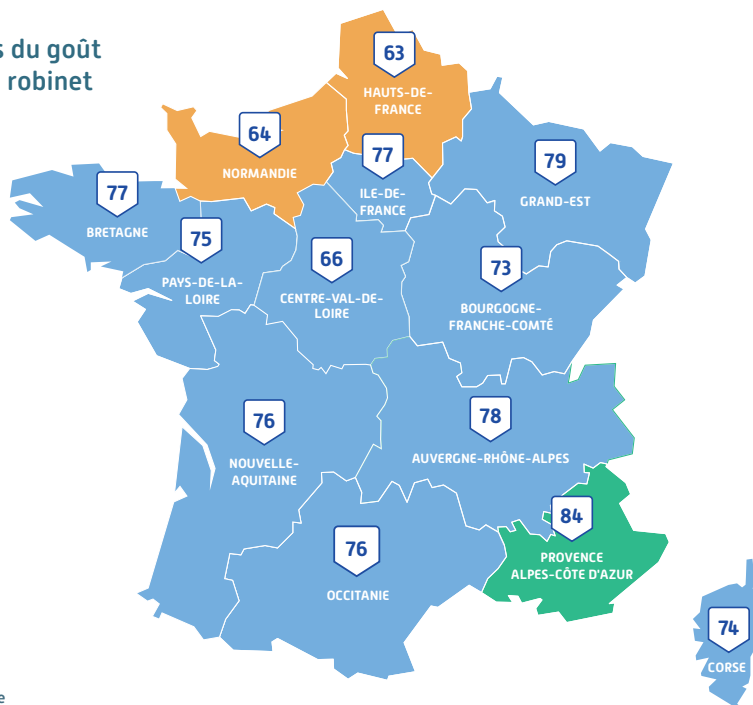 s du goût
robinet
63
HAUTS-DE-
FRANCE
64
NORMANDIE
77
ILE-DE-
FRANCE
79
GRAND-EST
77
BRETAGNE
75
PAYS-DE-LA-
LOIRE
66
CENTRE-VAL-DE-
LOIRE
73
BOURGOGNE-
FRANCHE-COMTÉ
76
NOUVELLE-
AQUITAINE
78
AUVERGNE-RHÔNE-ALPES
76
OCCITANIE
84
PROVENCE
ALPES-CÔTE D'AZUR
74
CORSE
e